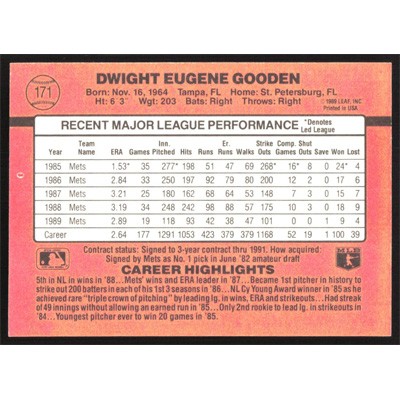 171
DWIGHT EUGENE GOODEN
Born: Nov. 16, 1964 Tampa, FL Home: St. Petersburg, FL
Ht: 6 3" Wgt: 203 Bats: Right Throws: Right
© 1989 LEAF, INC.
Printed in USA
RECENT MAJOR LEAGUE PERFORMANCE *Denotes Led League
Year Team Name ERA Games Inn. Pitched Hits Runs Er. Runs Walks Strike Outs Comp. Games Shut Outs Save Won Lost
1985 Mets 1.53* 35 277* 198 51 47 69 268* 16* 8 0 24* 4
1986 Mets 2.84 33 250 197 92 79 80 200 12 2 0 17 6
1987 Mets 3.21 25 180 162 68 64 53 148 7 3 0 15 7
1988 Mets 3.19 34 248 242 98 88 57 175 10 3 0 18 9
1989 Mets 2.89 19 118 93 42 38 47 101 0 0 1 9 4
Career 2.64 177 1291 1053 425 379 379 1168 52 19 1 100 39
Contract status: Signed to 3-year contract thru 1991. How acquired:
Signed by Mets as No. 1 pick in June '82 amateur draft
CAREER HIGHLIGHTS
MLB
5th in NL in wins in '88... Mets' wins and ERA leader in '87... Became 1st pitcher in history to
strike out 200 batters in each of his 1st 3 seasons in '86... NL Cy Young Award winner in '85 as he
achieved rare "triple crown of pitching" by leading lg. in wins, ERA and strikeouts... Had streak
of 49 innings without allowing an earned run in '85... Only 2nd rookie to lead lg. in strikeouts in
'84... Youngest pitcher ever to win 20 games in '85.